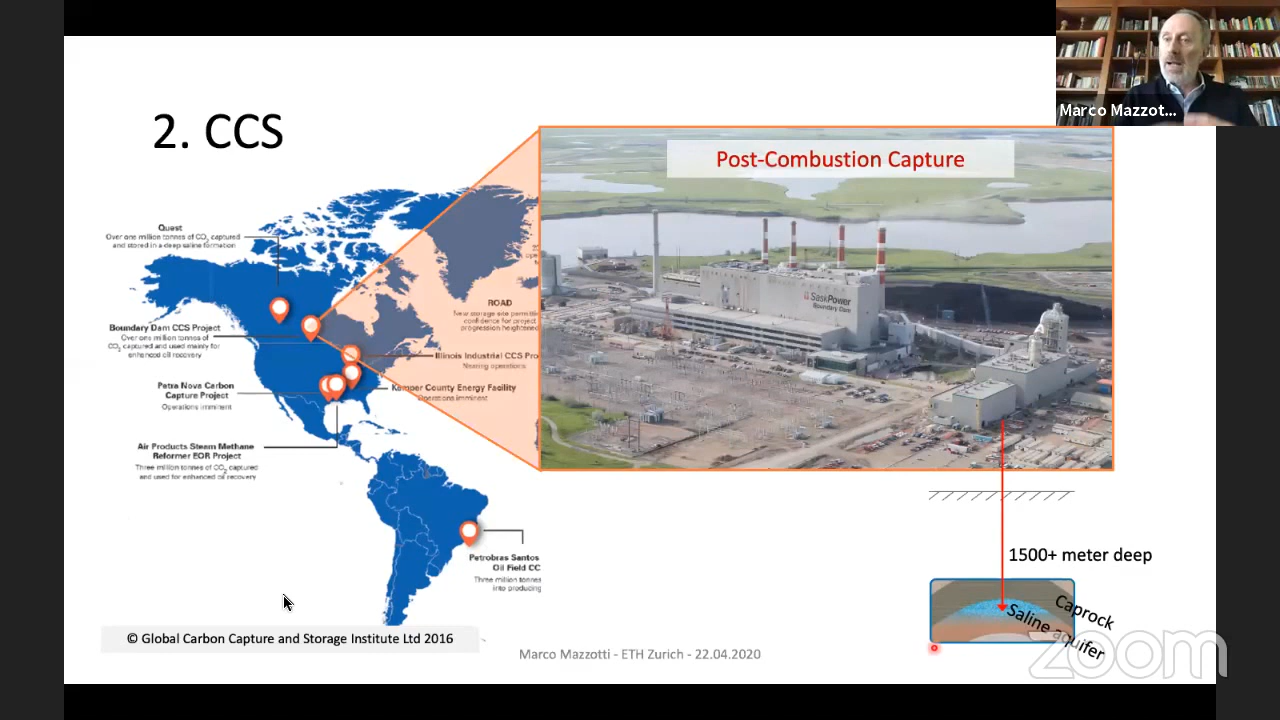 Marco Mazzot...
2. CCS
Post-Combustion Capture
Quest
Over one million tonnes of CO2 captured
and stored in a deep saline formation
ROAD
New storage site permitti
confidence for project
progression heightened
Boundary Dam CCS Project
Over one million tonnes of
CO2 captured and used mainly for
enhanced oil recovery
Illinois Industrial CCS Pro
Nearing operations
Petra Nova Carbon
Capture Project
Operations imminent
Kemper County Energy Facility
Operations imminent
Air Products Steam Methane
Reformer EOR Project
Three million tonnes of CO2 captured
and used for enhanced oil recovery
SaskPower
Boundary Dam
Petrobras Santos
Oil Field CC
Three million tonnes
into producing
1500+ meter deep
Caprock
Saline aquifer
© Global Carbon Capture and Storage Institute Ltd 2016
Marco Mazzotti - ETH Zurich - 22.04.2020
zoom